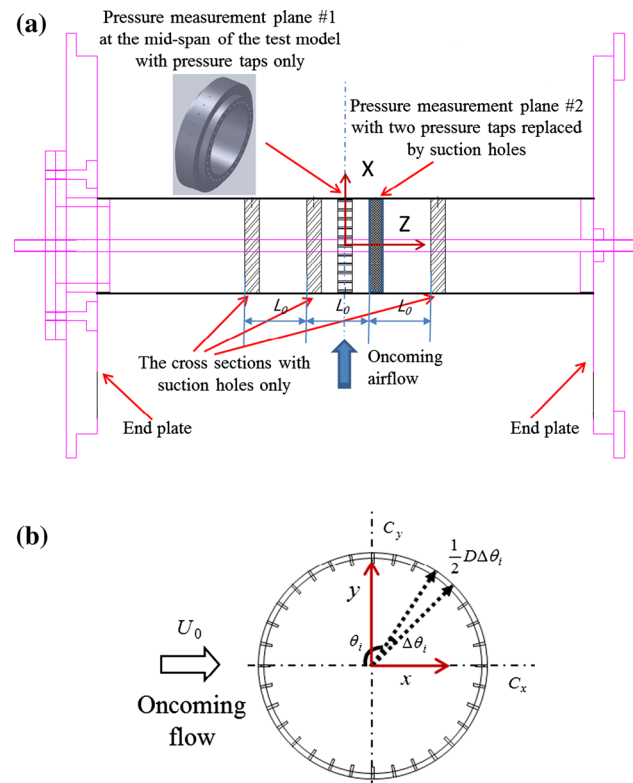 (a)
Pressure measurement plane #1
at the mid-span of the test model
with pressure taps only
Pressure measurement plane #2
with two pressure taps replaced
by suction holes
X
Z
L0 L0 L0
The cross sections with
suction holes only
Oncoming
airflow
End plate
End plate
(b)
Cy
1/2 DΔθi
y
U0
θi
Δθi
x
Cx
Oncoming
flow